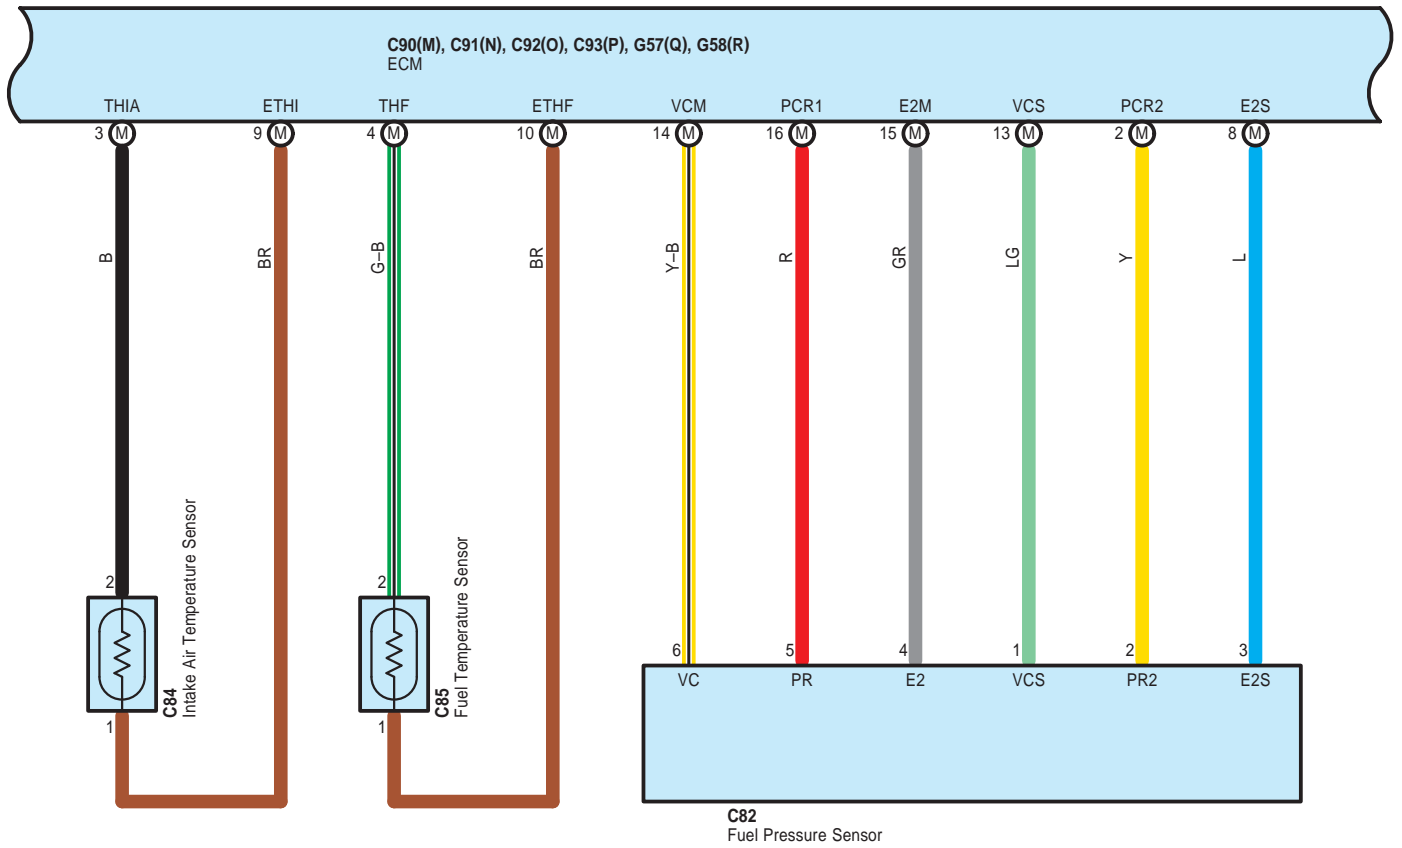 C90(M), C91(N), C92(O), C93(P), G57(Q), G58(R)
ECM
THIA ETHI THF ETHF VCM PCR1 E2M VCS PCR2 E2S
3 M 9 M 4 M 10 M 14 M 16 M 15 M 13 M 2 M 8 M
B BR G–B BR Y–B R GR LG Y L
2 2
C84
Intake Air Temperature Sensor
C85
Fuel Temperature Sensor
6 5 4 1 2 3
VC PR E2 VCS PR2 E2S
1 1
C82
Fuel Pressure Sensor